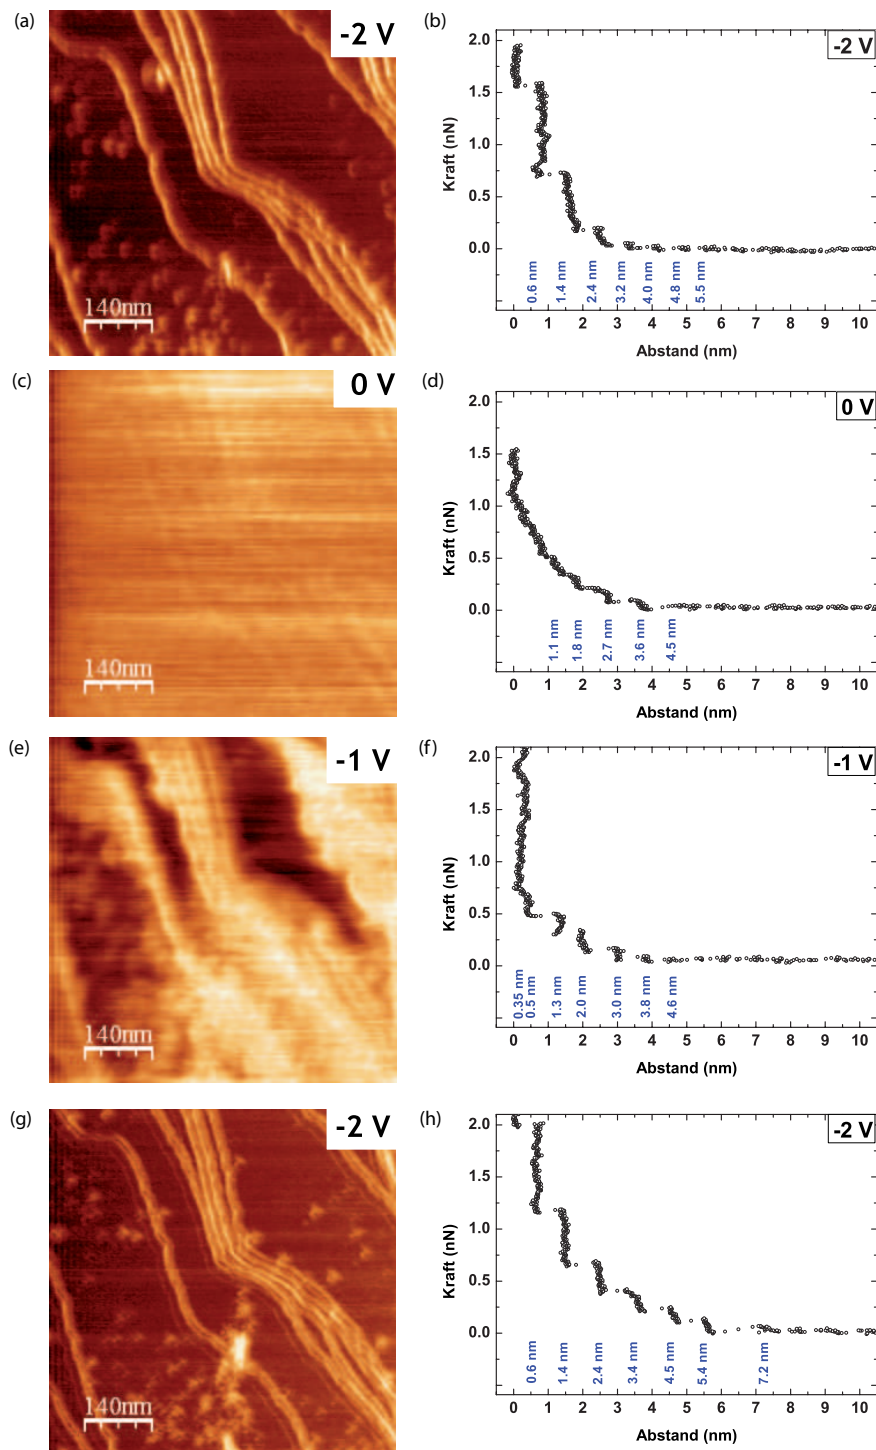 (a)
-2 V
140nm
(b)
-2 V
Kraft (nN)
2.0
1.5
1.0
0.5
0.0
0.6 nm
1.4 nm
2.4 nm
3.2 nm
4.0 nm
4.8 nm
5.5 nm
0 1 2 3 4 5 6 7 8 9 10
Abstand (nm)
(c)
0 V
140nm
(d)
0 V
Kraft (nN)
2.0
1.5
1.0
0.5
0.0
1.1 nm
1.8 nm
2.7 nm
3.6 nm
4.5 nm
0 1 2 3 4 5 6 7 8 9 10
Abstand (nm)
(e)
-1 V
140nm
(f)
-1 V
Kraft (nN)
2.0
1.5
1.0
0.5
0.0
0.35 nm
0.5 nm
1.3 nm
2.0 nm
3.0 nm
3.8 nm
4.6 nm
0 1 2 3 4 5 6 7 8 9 10
Abstand (nm)
(g)
-2 V
140nm
(h)
-2 V
Kraft (nN)
2.0
1.5
1.0
0.5
0.0
0.6 nm
1.4 nm
2.4 nm
3.4 nm
4.5 nm
5.4 nm
7.2 nm
0 1 2 3 4 5 6 7 8 9 10
Abstand (nm)